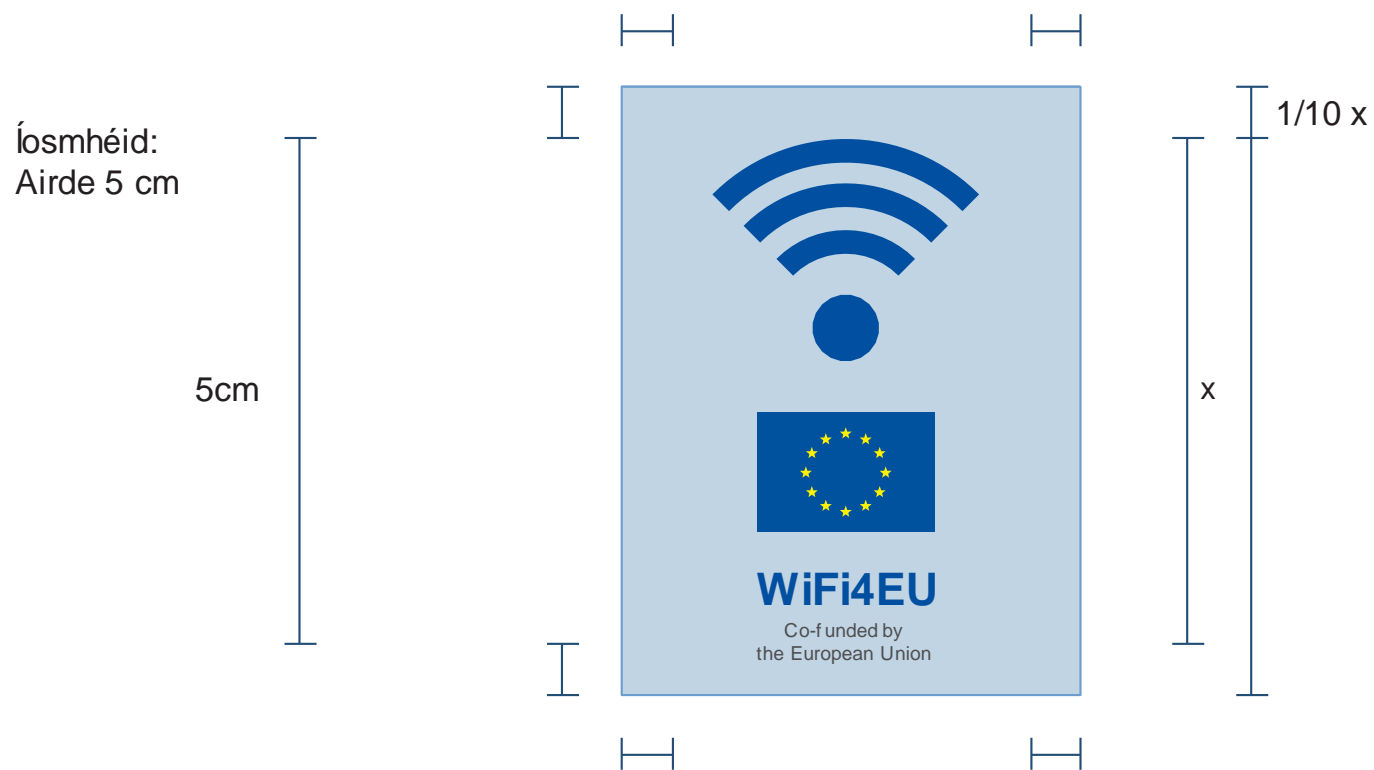 Íosmhéid:
Airde 5 cm
1/10 x
5cm
x
WiFi4EU
Co-funded by
the European Union